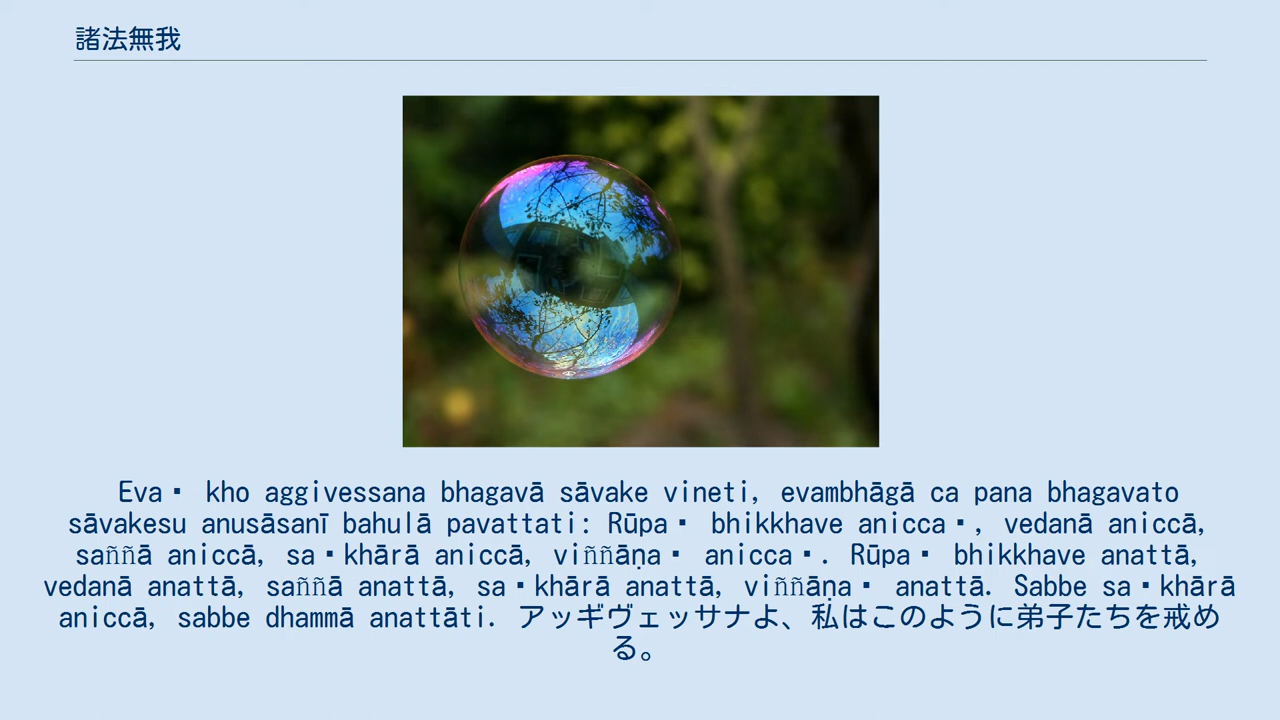 諸法無我
Eva▪ kho aggivessana bhagavā sāvake vineti, evambhāgā ca pana bhagavato
sāvakesu anusāsanī bahulā pavattati: Rūpa▪ bhikkhave anicca▪, vedanā aniccā,
saññā aniccā, sa▪khārā aniccā, viññāṇa▪ anicca▪. Rūpa▪ bhikkhave anattā,
vedanā anattā, saññā anattā, sa▪khārā anattā, viññāṇa▪ anattā. Sabbe sa▪khārā
aniccā, sabbe dhammā anattāti. アッギヴェッサナよ、私はこのように弟子たちを戒め
る。